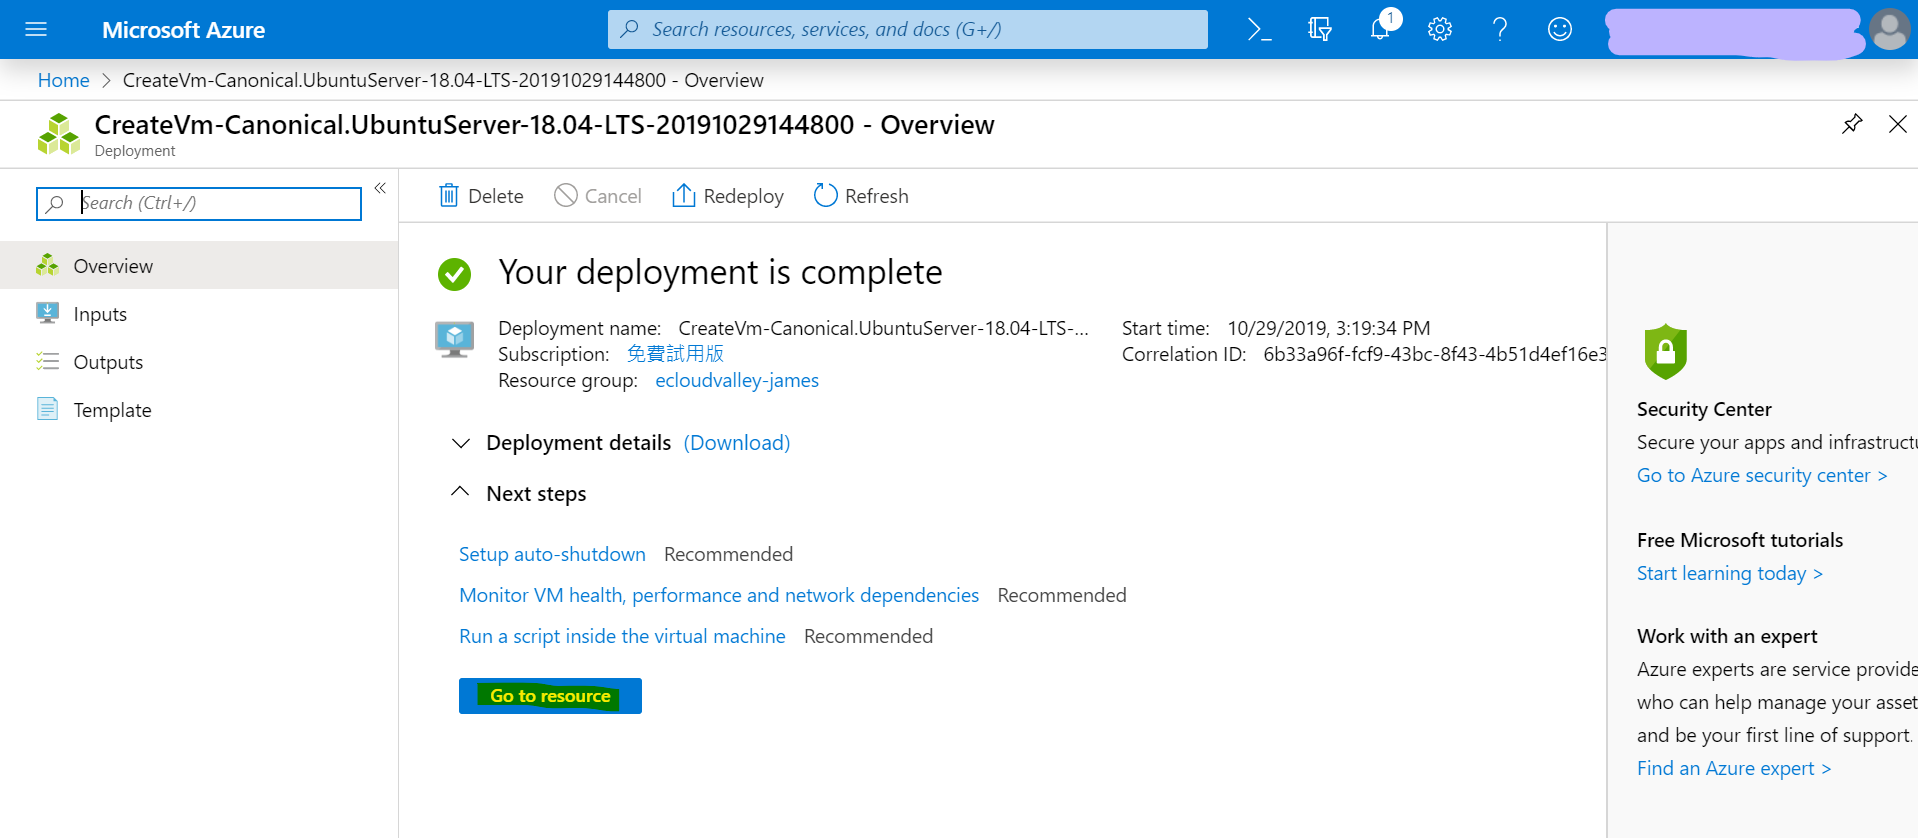 Microsoft Azure
Search resources, services, and docs (G+/)
1
Home > CreateVm-Canonical.UbuntuServer-18.04-LTS-20191029144800 - Overview
CreateVm-Canonical.UbuntuServer-18.04-LTS-20191029144800 - Overview
Deployment
Search (Ctrl+/)
«
Overview
Inputs
Outputs
Template
Delete
Cancel
Redeploy
Refresh
Your deployment is complete
Deployment name: CreateVm-Canonical.UbuntuServer-18.04-LTS-...
Subscription: 免費試用版
Resource group: ecloudvalley-james
Start time: 10/29/2019, 3:19:34 PM
Correlation ID: 6b33a96f-fcf9-43bc-8f43-4b51d4ef16e3
Deployment details (Download)
Next steps
Setup auto-shutdown Recommended
Monitor VM health, performance and network dependencies Recommended
Run a script inside the virtual machine Recommended
Go to resource
Security Center
Secure your apps and infrastructu
Go to Azure security center >
Free Microsoft tutorials
Start learning today >
Work with an expert
Azure experts are service provide
who can help manage your asset
and be your first line of support.
Find an Azure expert >